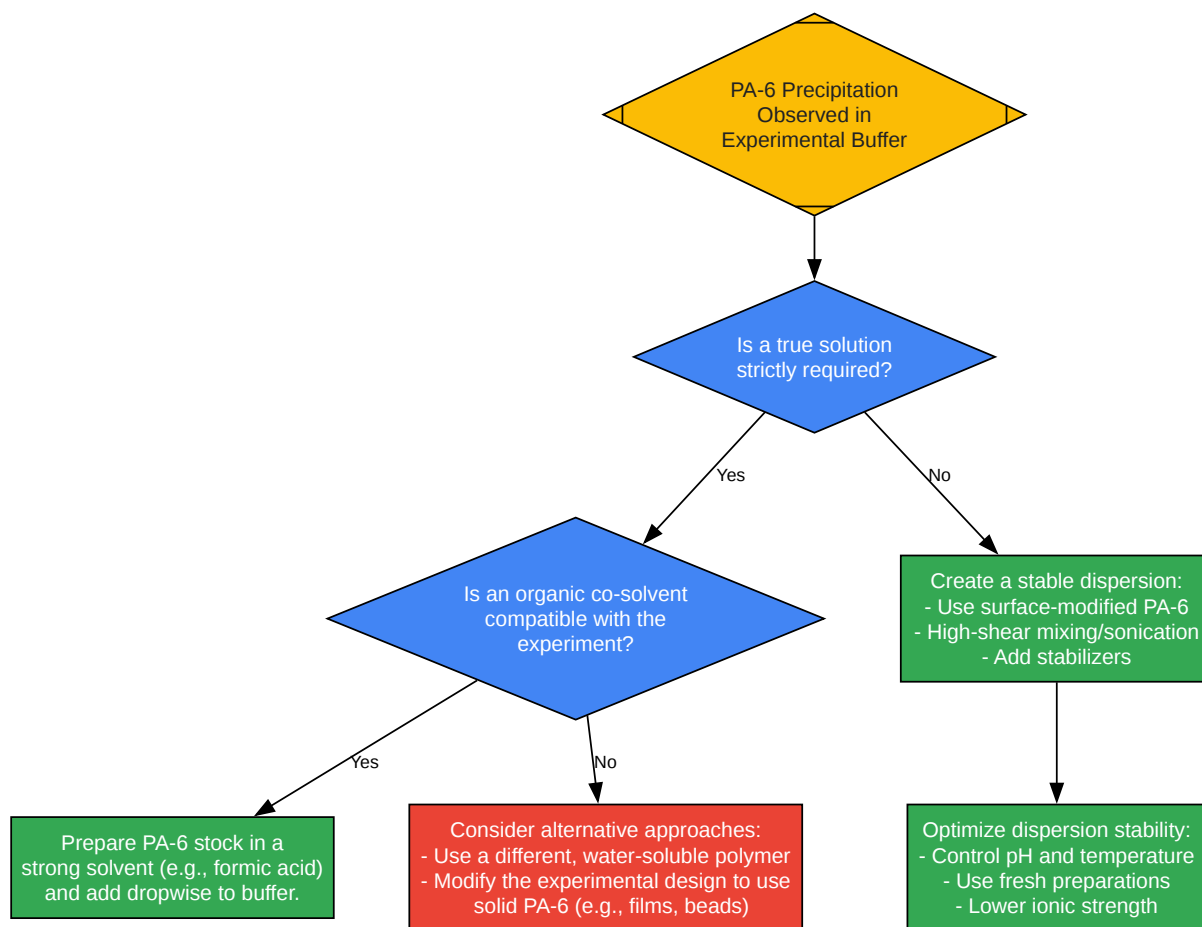 PA-6 Precipitation
Observed in
Experimental Buffer
Is a true solution
strictly required?
Yes
No
Is an organic co-solvent
compatible with the
experiment?
Create a stable dispersion:
- Use surface-modified PA-6
- High-shear mixing/sonication
- Add stabilizers
Yes
No
Prepare PA-6 stock in a
strong solvent (e.g., formic acid)
and add dropwise to buffer.
Consider alternative approaches:
- Use a different, water-soluble polymer
- Modify the experimental design to use
solid PA-6 (e.g., films, beads)
Optimize dispersion stability:
- Control pH and temperature
- Use fresh preparations
- Lower ionic strength